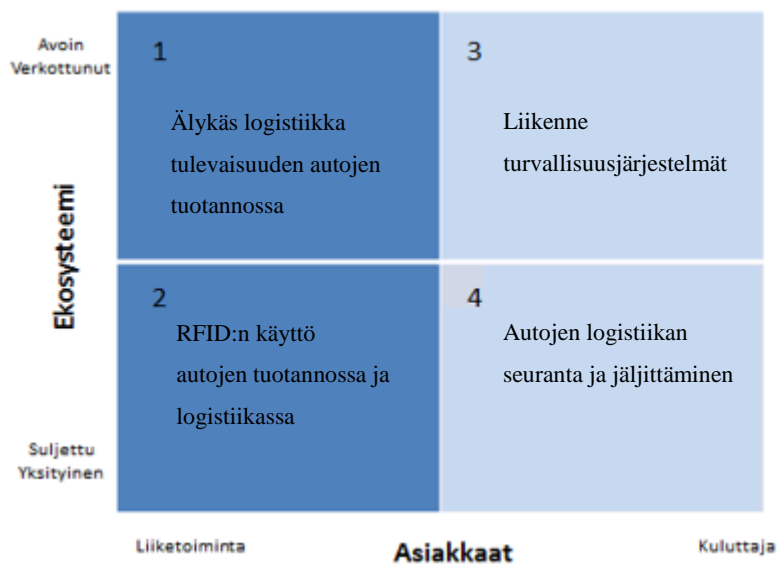 Avoin
Verkottunut
1
Älykäs logistiikka
tulevaisuuden autojen
tuotannossa
3
Liikenne
turvallisuusjärjestelmät
Ekosysteemi
2
RFID:n käyttö
autojen tuotannossa ja
logistiikassa
4
Autojen logistiikan
seuranta ja jäljittäminen
Suljettu
Yksityinen
Liiketoiminta
Asiakkaat
Kuluttaja